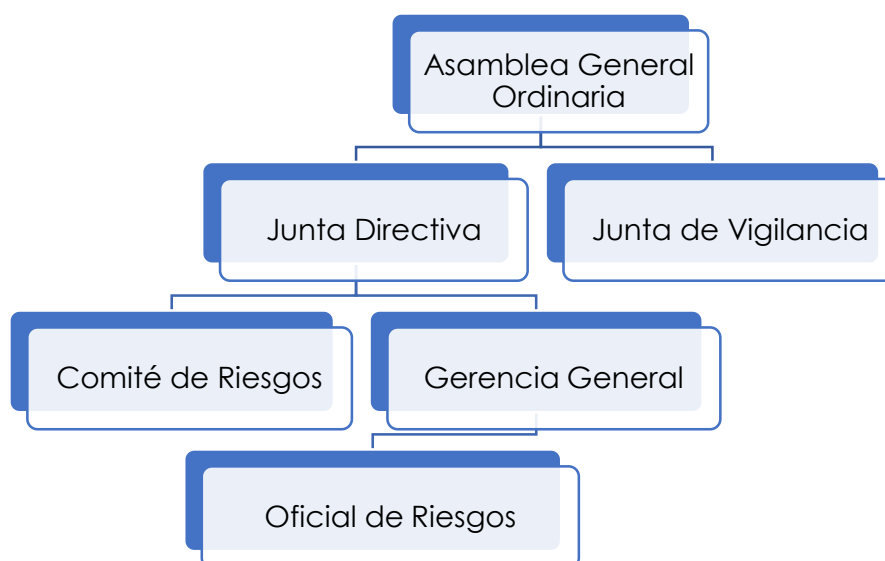 Asamblea General
Ordinaria
Junta Directiva
Junta de Vigilancia
Comité de Riesgos
Gerencia General
Oficial de Riesgos